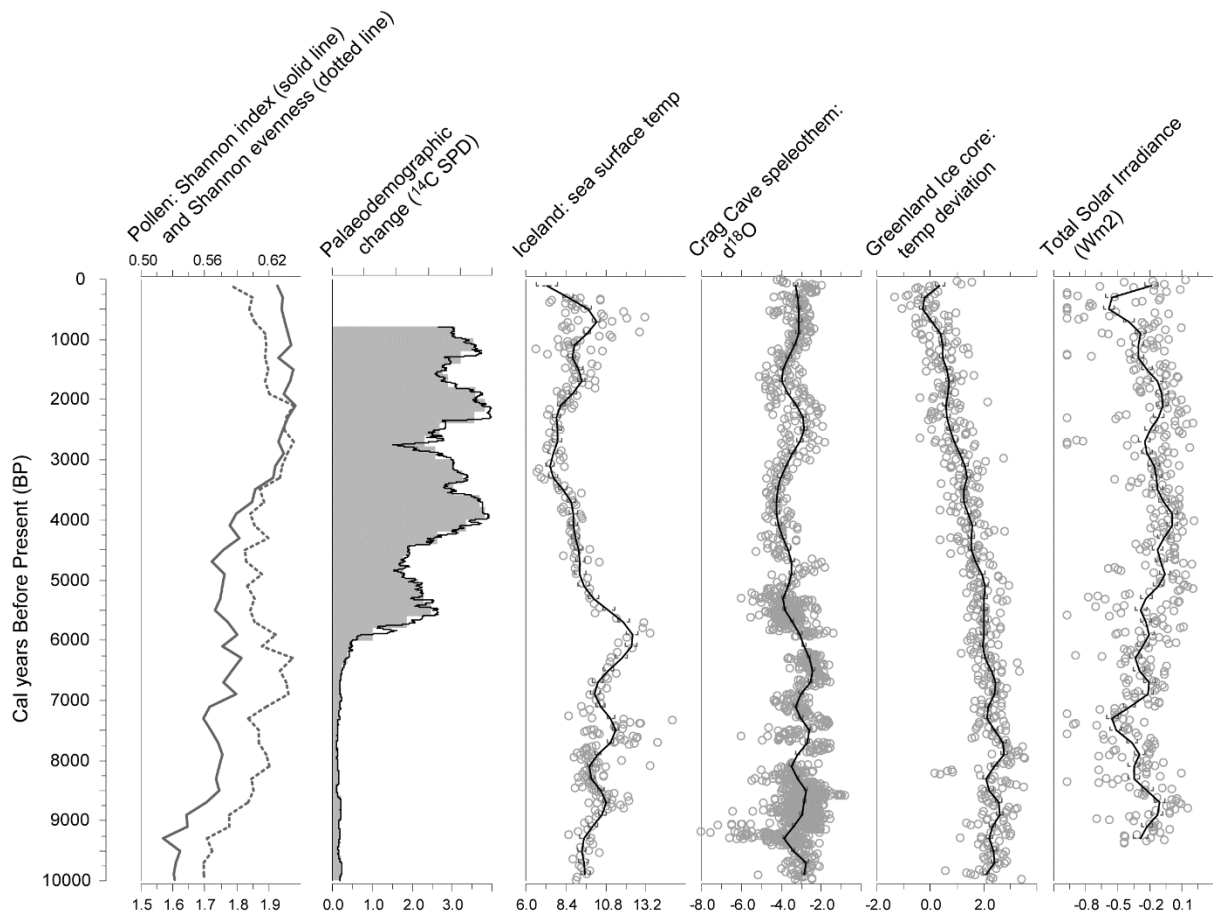 Pollen: Shannon index (solid line)
and Shannon evenness (dotted line)
Palaeodemographic
change (¹⁴C SPD)
Iceland: sea surface temp
Crag Cave speleothem:
d¹⁸O
Greenland Ice core:
temp deviation
Total Solar Irradiance
(Wm2)
0.50 0.56 0.62
Cal years Before Present (BP)
0
1000
2000
3000
4000
5000
6000
7000
8000
9000
10000
1.5 1.6 1.7 1.8 1.9
0.0 1.0 2.0 3.0
6.0 8.4 10.8 13.2
-8.0 -6.0 -4.0 -2.0
-2.0 0.0 2.0
-0.8 -0.5 -0.2 0.1